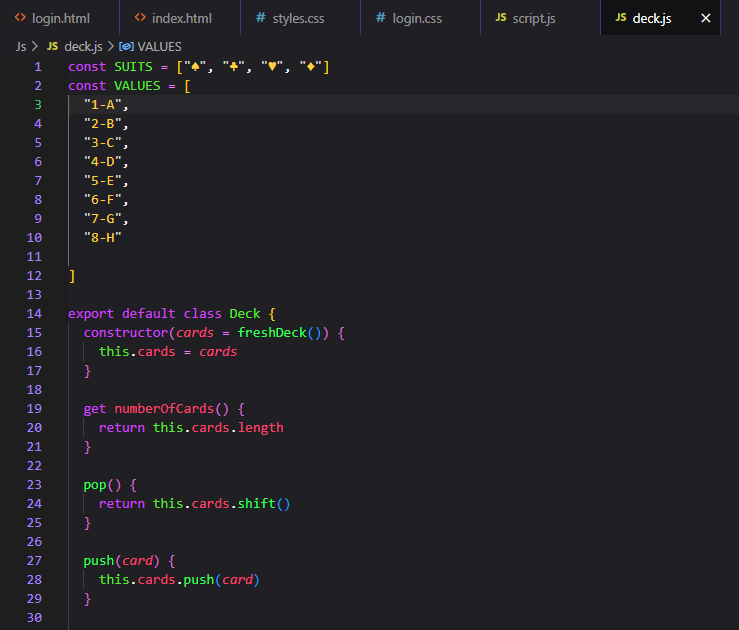 login.html index.html # styles.css # login.css JS script.js JS deck.js
Js > JS deck.js > VALUES
1 const SUITS = ["♠", "♣", "♥", "♦"]
2 const VALUES = [
3 "1-A",
4 "2-B",
5 "3-C",
6 "4-D",
7 "5-E",
8 "6-F",
9 "7-G",
10 "8-H"
11
12 ]
13
14 export default class Deck {
15 constructor(cards = freshDeck()) {
16 this.cards = cards
17 }
18
19 get numberOfCards() {
20 return this.cards.length
21 }
22
23 pop() {
24 return this.cards.shift()
25 }
26
27 push(card) {
28 this.cards.push(card)
29 }
30